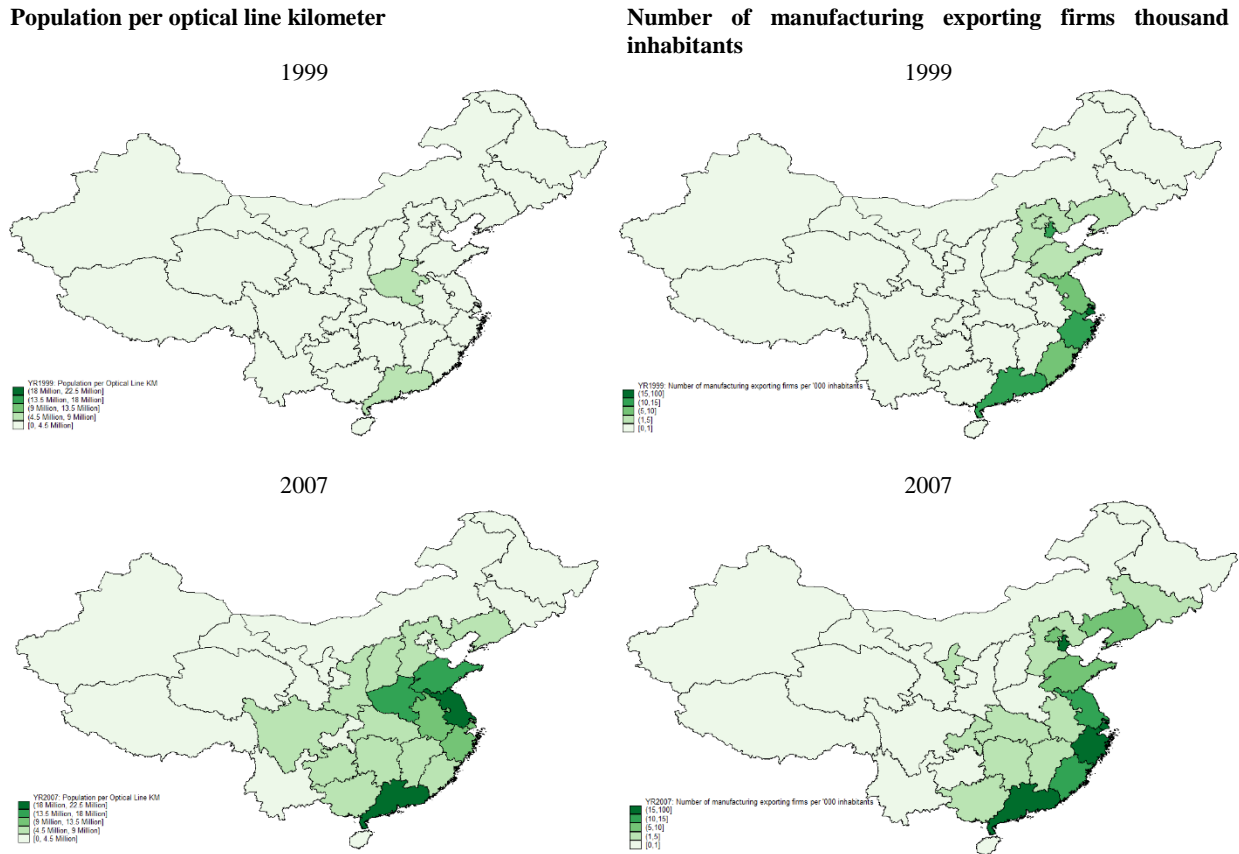 Population per optical line kilometer
Number of manufacturing exporting firms thousand
inhabitants
1999
1999
YR1999: Population per Optical Line KM
(18 Million, 22.5 Million]
(13.5 Million, 18 Million]
(9 Million, 13.5 Million]
(4.5 Million, 9 Million]
[0, 4.5 Million]
YR1999: Number of manufacturing exporting firms per '000 inhabitants
(15,100]
(10,15]
(5,10]
(1,5]
[0,1]
2007
2007
YR2007: Population per Optical Line KM
(18 Million, 22.5 Million]
(13.5 Million, 18 Million]
(9 Million, 13.5 Million]
(4.5 Million, 9 Million]
[0, 4.5 Million]
YR2007: Number of manufacturing exporting firms per '000 inhabitants
(15,100]
(10,15]
(5,10]
(1,5]
[0,1]